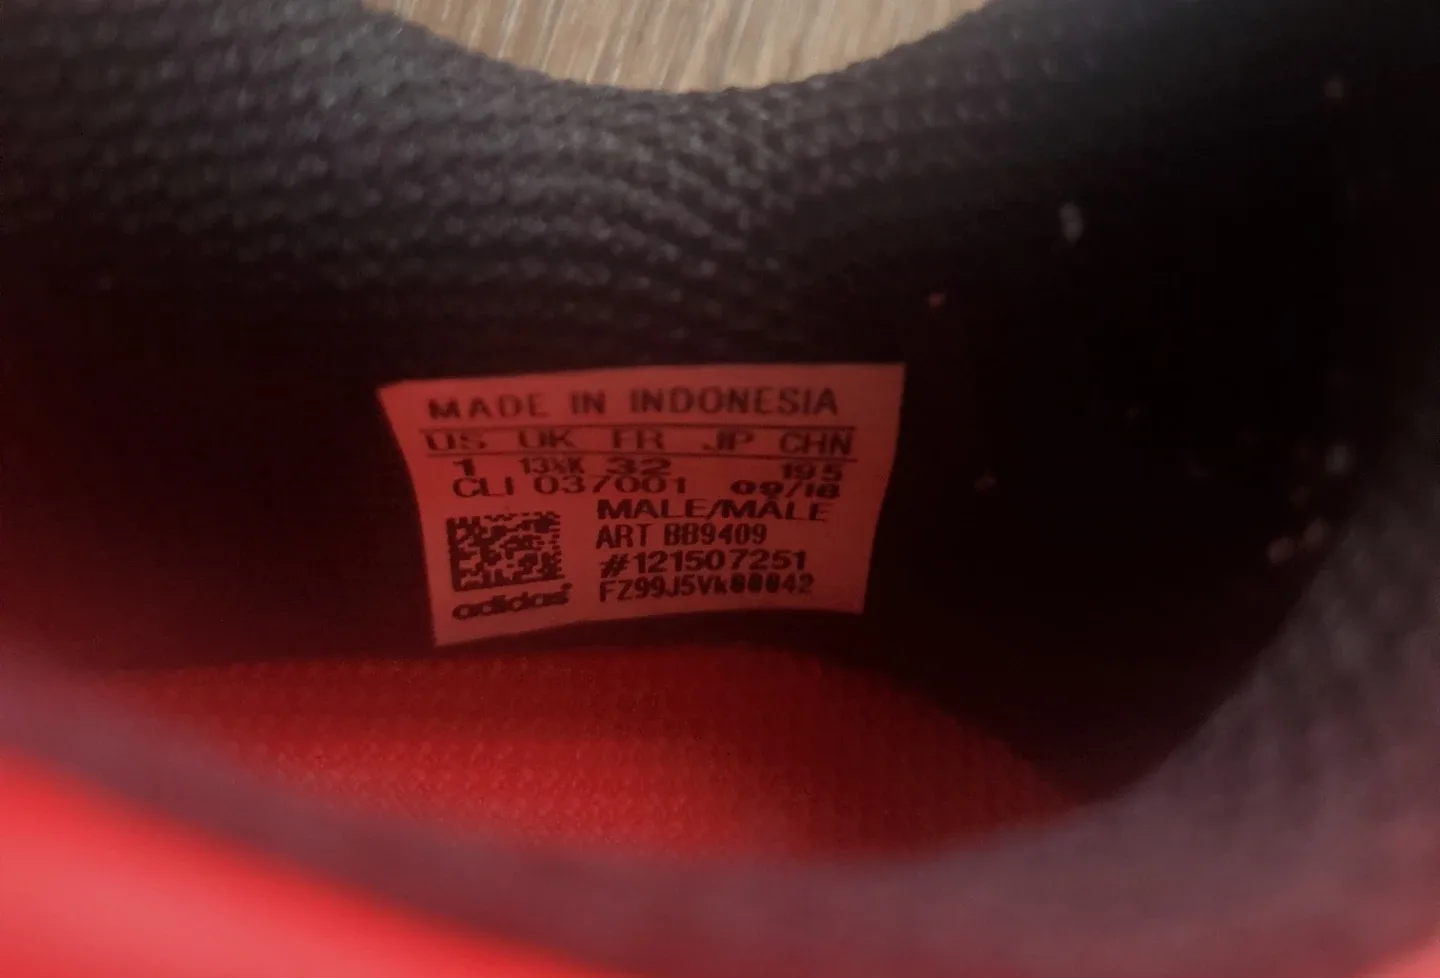 MADE IN INDONESIA
US UK FR JP CHN
1 13½K 32 195
CLI 037001 09/18
MALE/MALE
ART BB9409
#121507251
FZ99J5Vk00042
adidas